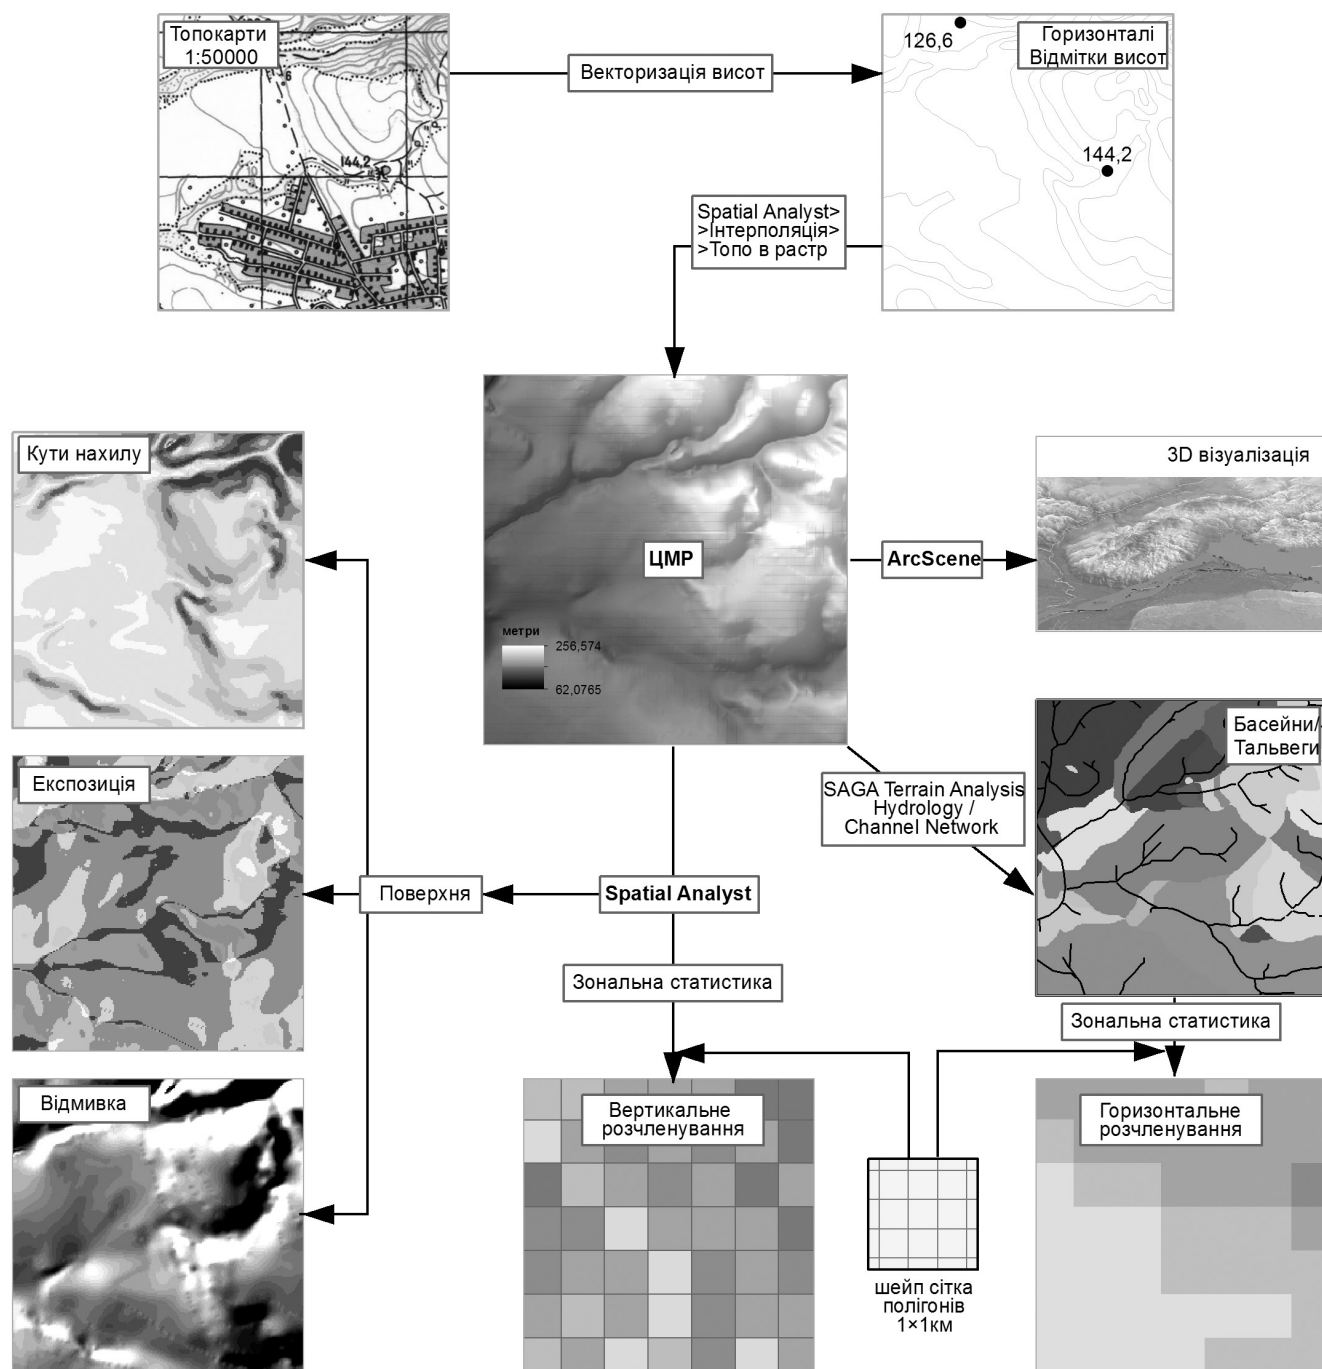 Топокарти
1:50000
6
144,2
Векторизація висот
126,6
Горизонталі
Відмітки висот
144,2
Spatial Analyst>
>Інтерполяція>
>Топо в растр
Кути нахилу
ЦМР
метри
256,574
62,0765
ArcScene
3D візуалізація
Басейни/
Тальвеги
SAGA Terrain Analysis
Hydrology /
Channel Network
Експозиція
Поверхня
Spatial Analyst
Зональна статистика
Зональна статистика
Відмивка
Вертикальне
розчленування
Горизонтальне
розчленування
шейп сітка
полігонів
1×1км